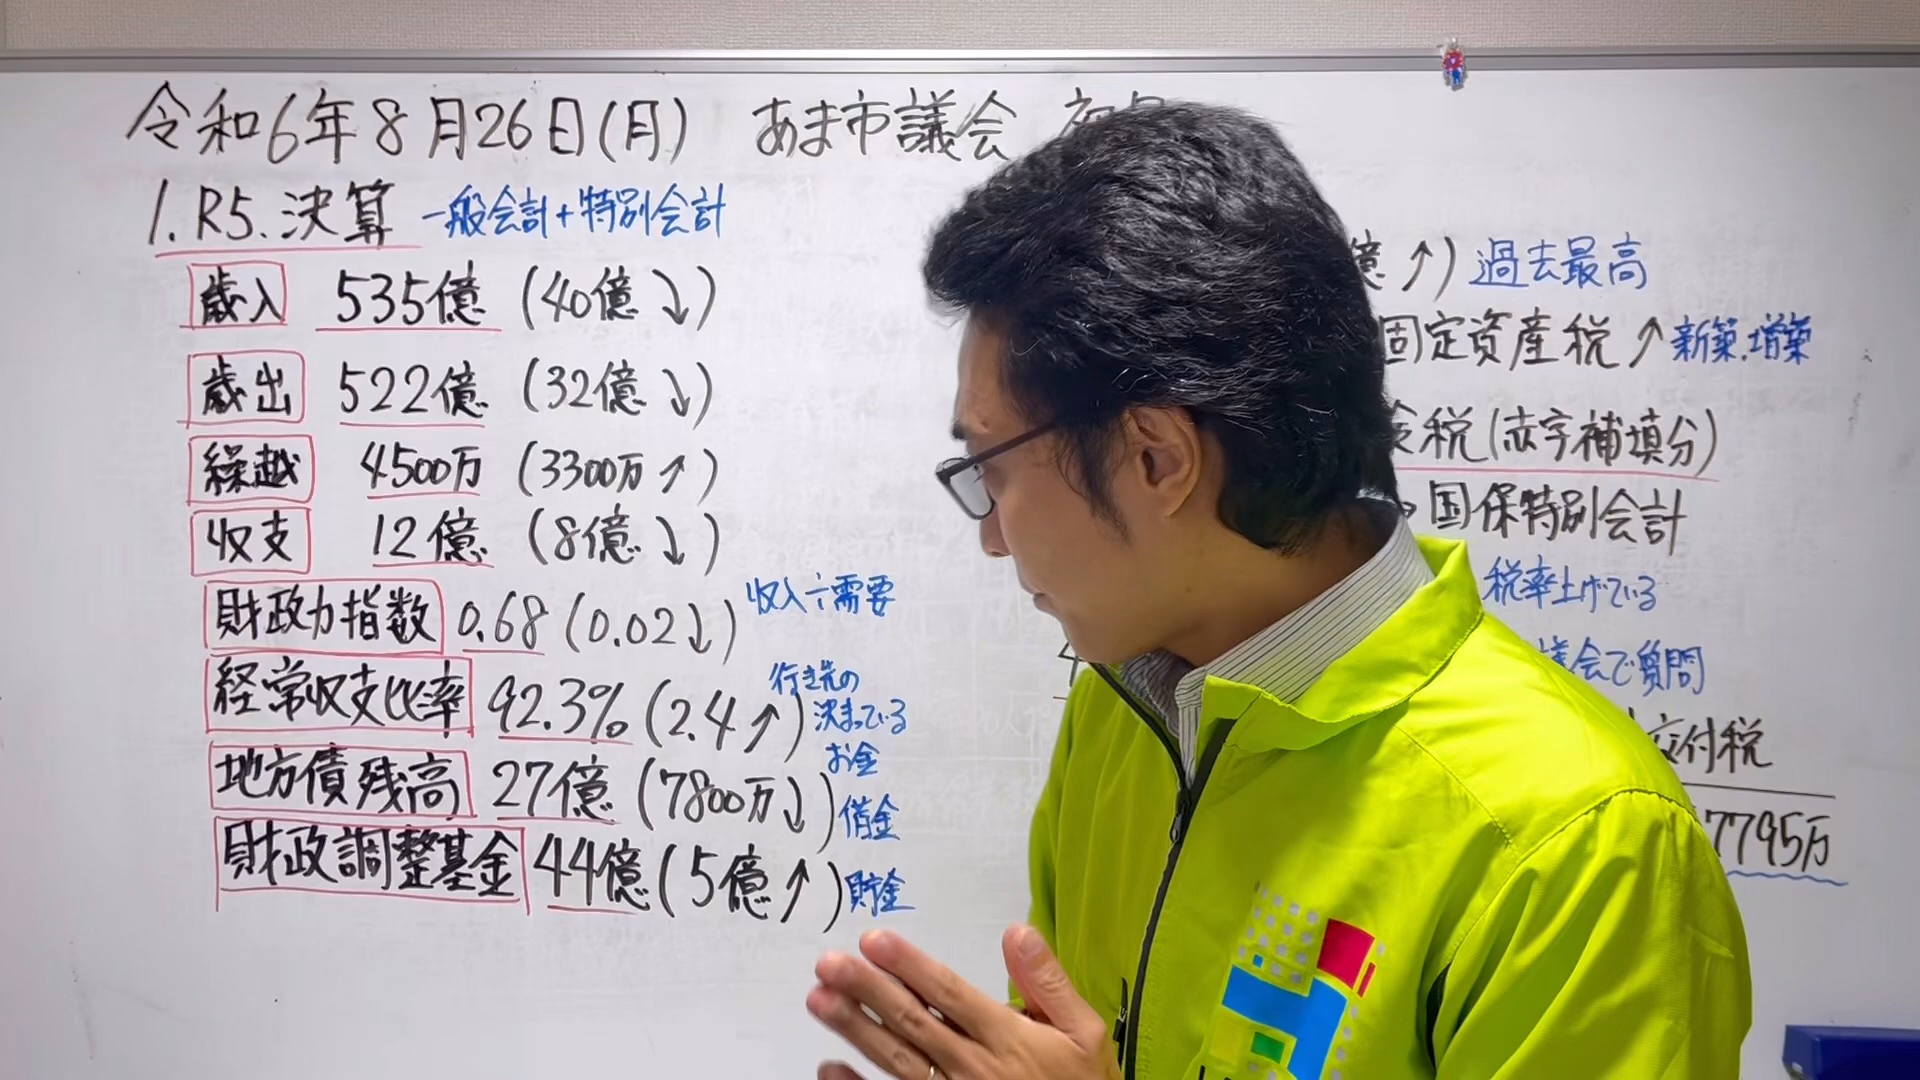 令和6年8月26日(月) あま市議会
1. R5.決算 一般会計+特別会計
歳入 535億 (40億↘)
歳出 522億 (32億↘)
繰越 4500万 (3300万↗)
収支 12億 (8億↘)
財政力指数 0.68 (0.02↓) 収入÷需要
経常収支比率 92.3% (2.4↗) 行き先の
決まっている
お金
地方債残高 27億 (7800万↓) 借金
財政調整基金 44億 (5億↗) 貯金
億↗) 過去最高
固定資産税↗ 新築.増築
税(赤字補填分)
国保特別会計
税率上げている
議会で質問
交付税
7795万